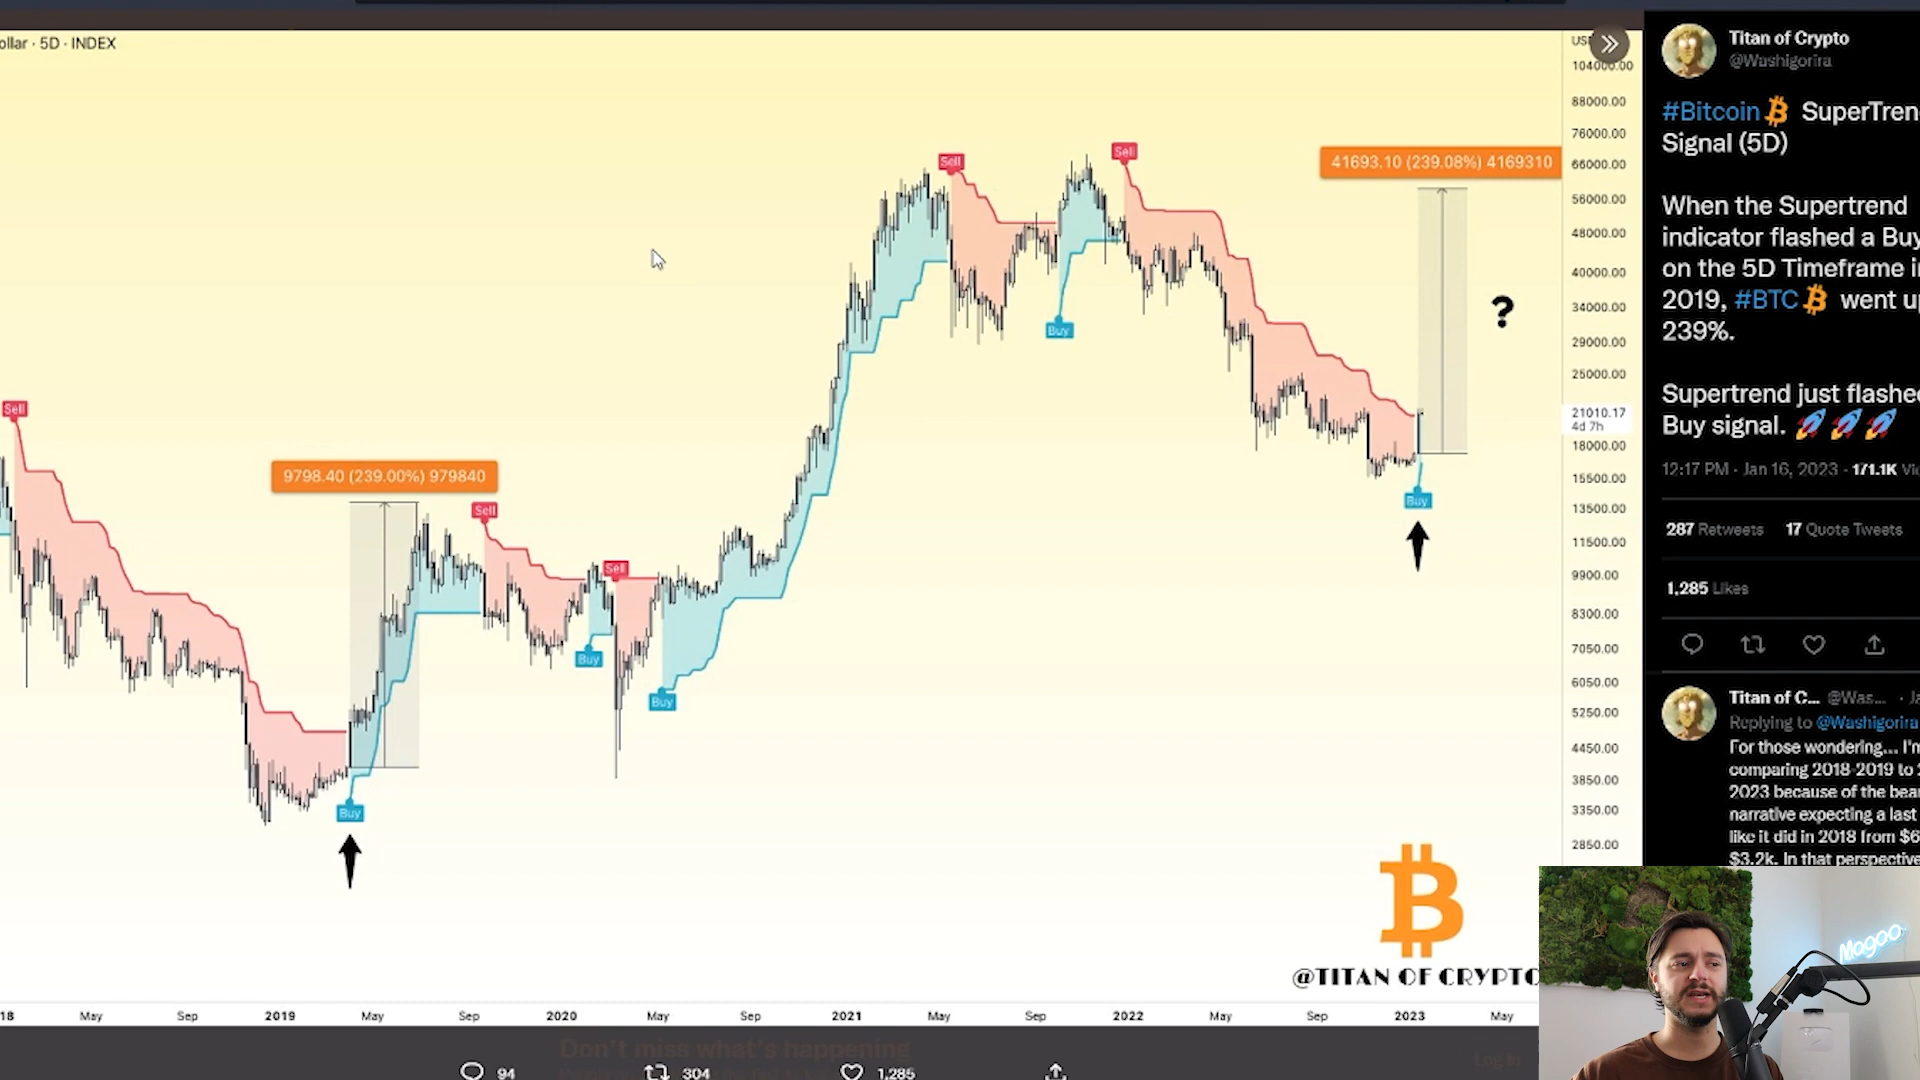 ollar · 5D · INDEX
104000.00
88000.00
76000.00
66000.00
56000.00
48000.00
40000.00
34000.00
29000.00
25000.00
21010.17
4d 7h
18000.00
15500.00
13500.00
11500.00
9900.00
8300.00
7050.00
6050.00
5250.00
4450.00
3850.00
3350.00
2850.00
Sell
9798.40 (239.00%) 979840
Buy
Sell
Buy
Sell
Buy
Sell
Buy
Sell
41693.10 (239.08%) 4169310
?
Buy
@TITAN OF CRYPTO
18 May Sep 2019 May Sep 2020 May Sep 2021 May Sep 2022 May Sep 2023 May
Don't miss what's happening
Log in
94 304 1,285
Titan of Crypto
@Washigorira
#Bitcoin SuperTren
Signal (5D)
When the Supertrend
indicator flashed a Buy
on the 5D Timeframe in
2019, #BTC went up
239%.
Supertrend just flashed
Buy signal.
12:17 PM · Jan 16, 2023 · 171.1K Vi
287 Retweets 17 Quote Tweets
1,285 Likes
Titan of C... @Was... · Ja
Replying to @Washigorira
For those wondering... I'm
comparing 2018-2019 to 2
2023 because of the bear
narrative expecting a last
like it did in 2018 from $6
$3.2k. In that perspective
Mogoo